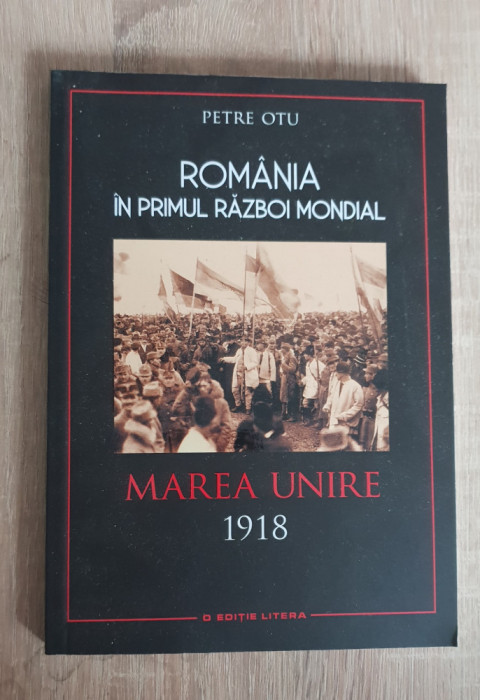 PETRE OTU
ROMÂNIA
ÎN PRIMUL RĂZBOI MONDIAL
MAREA UNIRE
1918
O EDIȚIE LITERA